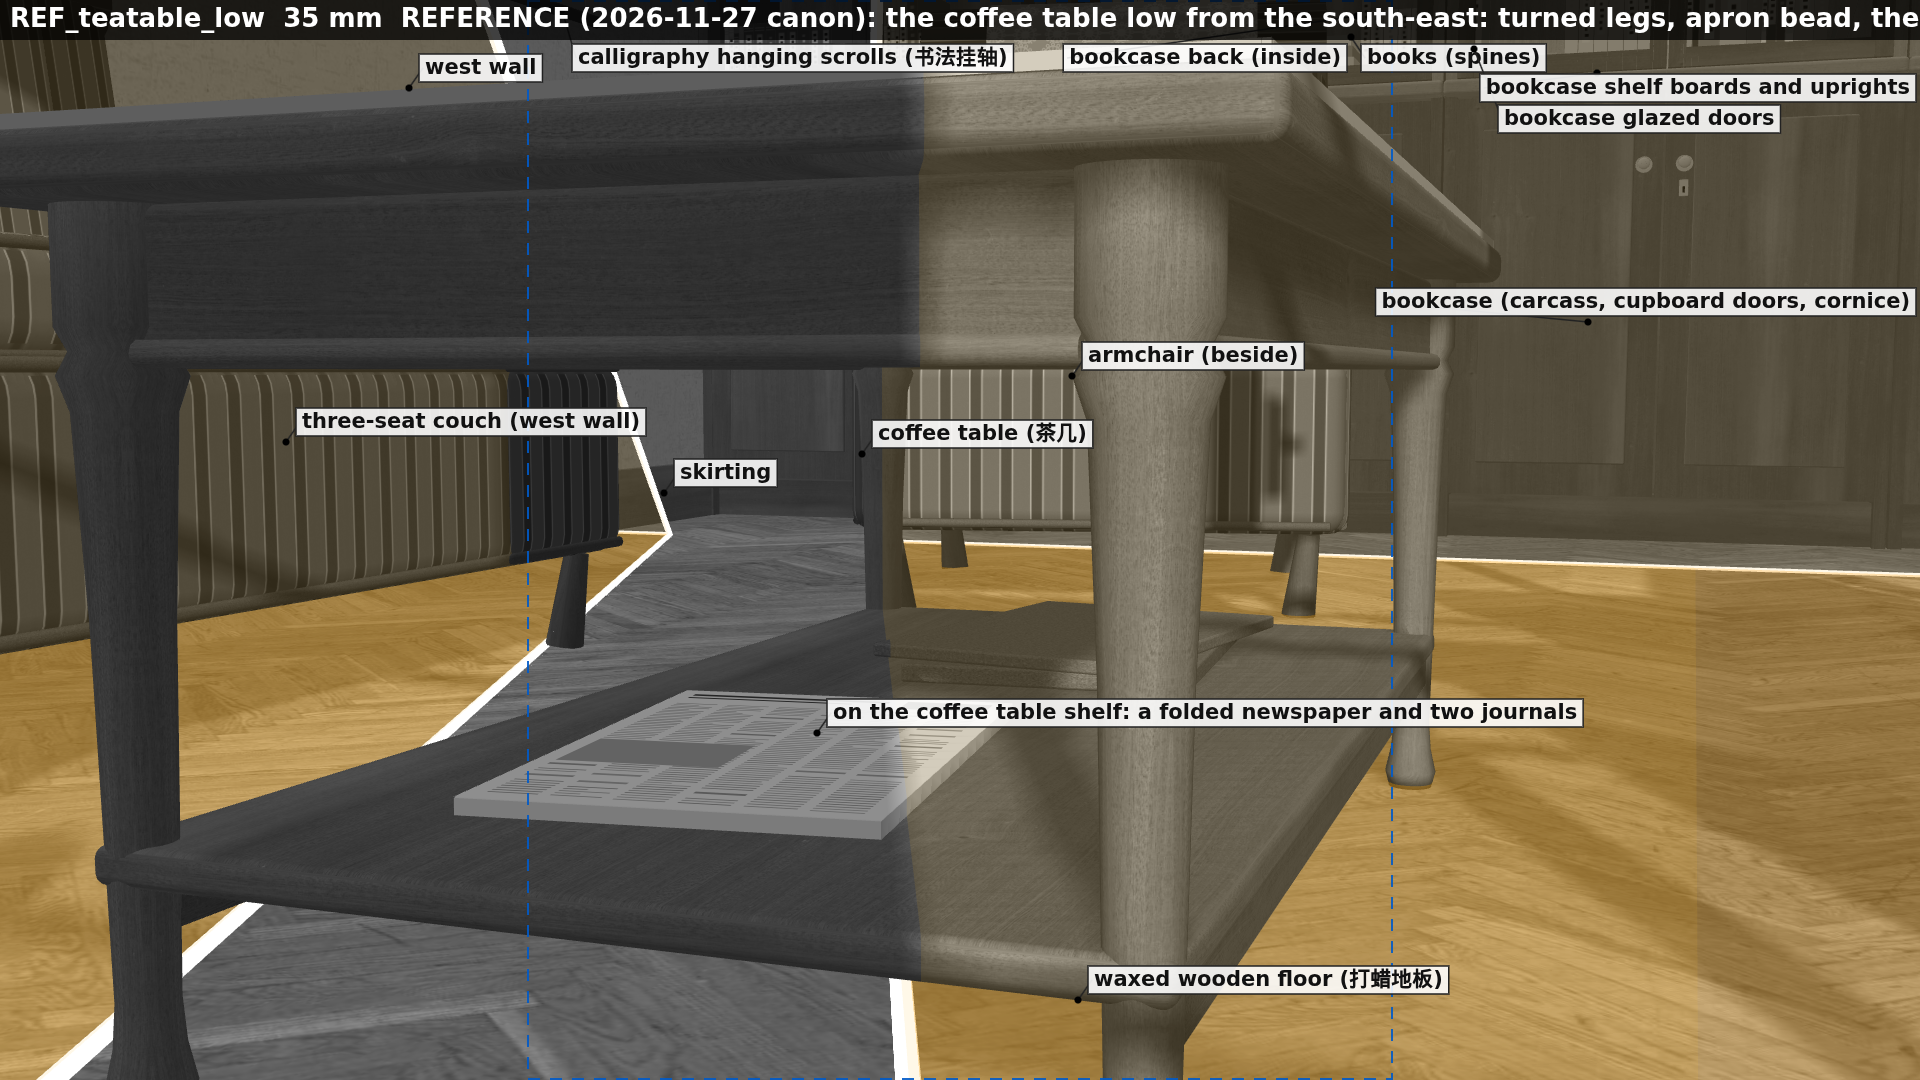 REF_teatable_low 35 mm REFERENCE (2026-11-27 canon): the coffee table low from the south-east: turned legs, apron bead, the
calligraphy hanging scrolls (书法挂轴)
bookcase back (inside)
books (spines)
west wall
bookcase shelf boards and uprights
bookcase glazed doors
bookcase (carcass, cupboard doors, cornice)
armchair (beside)
three-seat couch (west wall)
coffee table (茶几)
skirting
on the coffee table shelf: a folded newspaper and two journals
waxed wooden floor (打蜡地板)